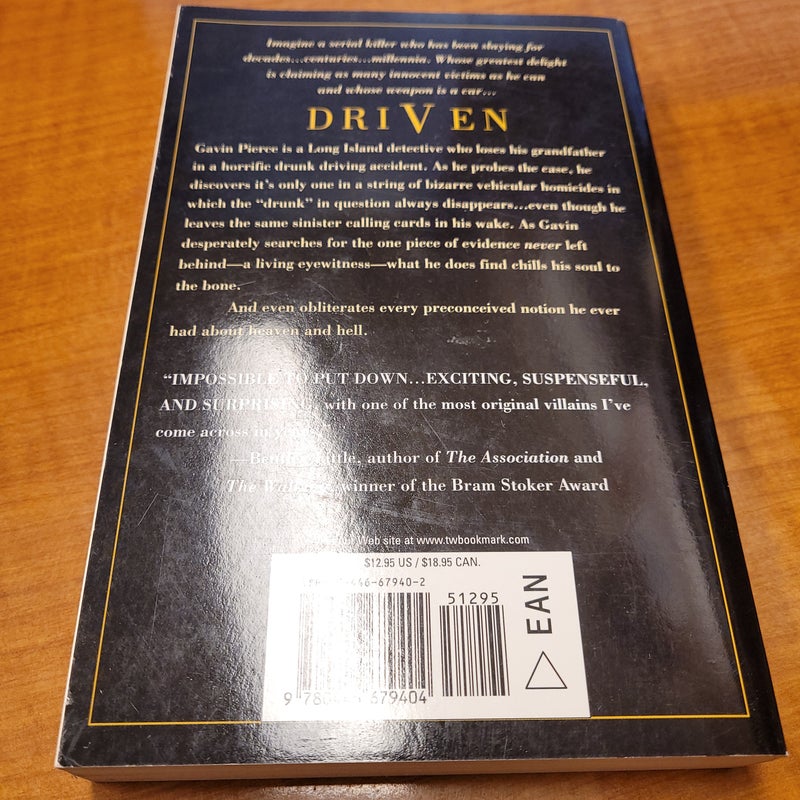 Imagine a serial killer who has been slaying for
decades...centuries...millennia. Whose greatest delight
is claiming as many innocent victims as he can
and whose weapon is a car...
DRIVEN
Gavin Pierce is a Long Island detective who loses his grandfather
in a horrific drunk driving accident. As he probes the case, he
discovers it's only one in a string of bizarre vehicular homicides in
which the "drunk" in question always disappears...even though he
leaves the same sinister calling cards in his wake. As Gavin
desperately searches for the one piece of evidence never left
behind—a living eyewitness—what he does find chills his soul to
the bone.
And even obliterates every preconceived notion he ever
had about heaven and hell.
"IMPOSSIBLE TO PUT DOWN...EXCITING, SUSPENSEFUL,
AND SURPRISING, with one of the most original villains I've
come across in
—Bentley Little, author of The Association and
The winner of the Bram Stoker Award
Web site at www.twbookmark.com
$12.95 US / $18.95 CAN.
67940-2
51295
EAN
9 679404